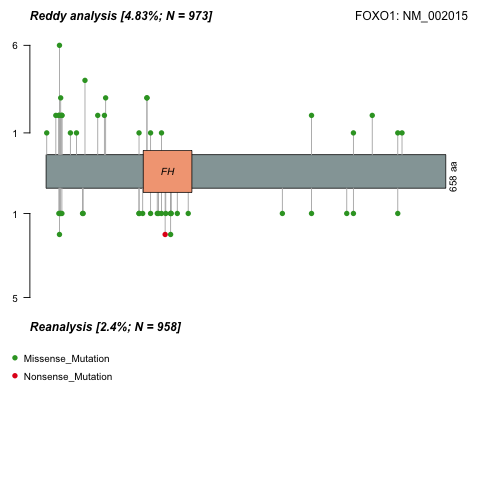 Reddy analysis [4.83%; N = 973]
FOXO1: NM_002015
6
1
FH
658 aa
1
5
Reanalysis [2.4%; N = 958]
Missense_Mutation
Nonsense_Mutation